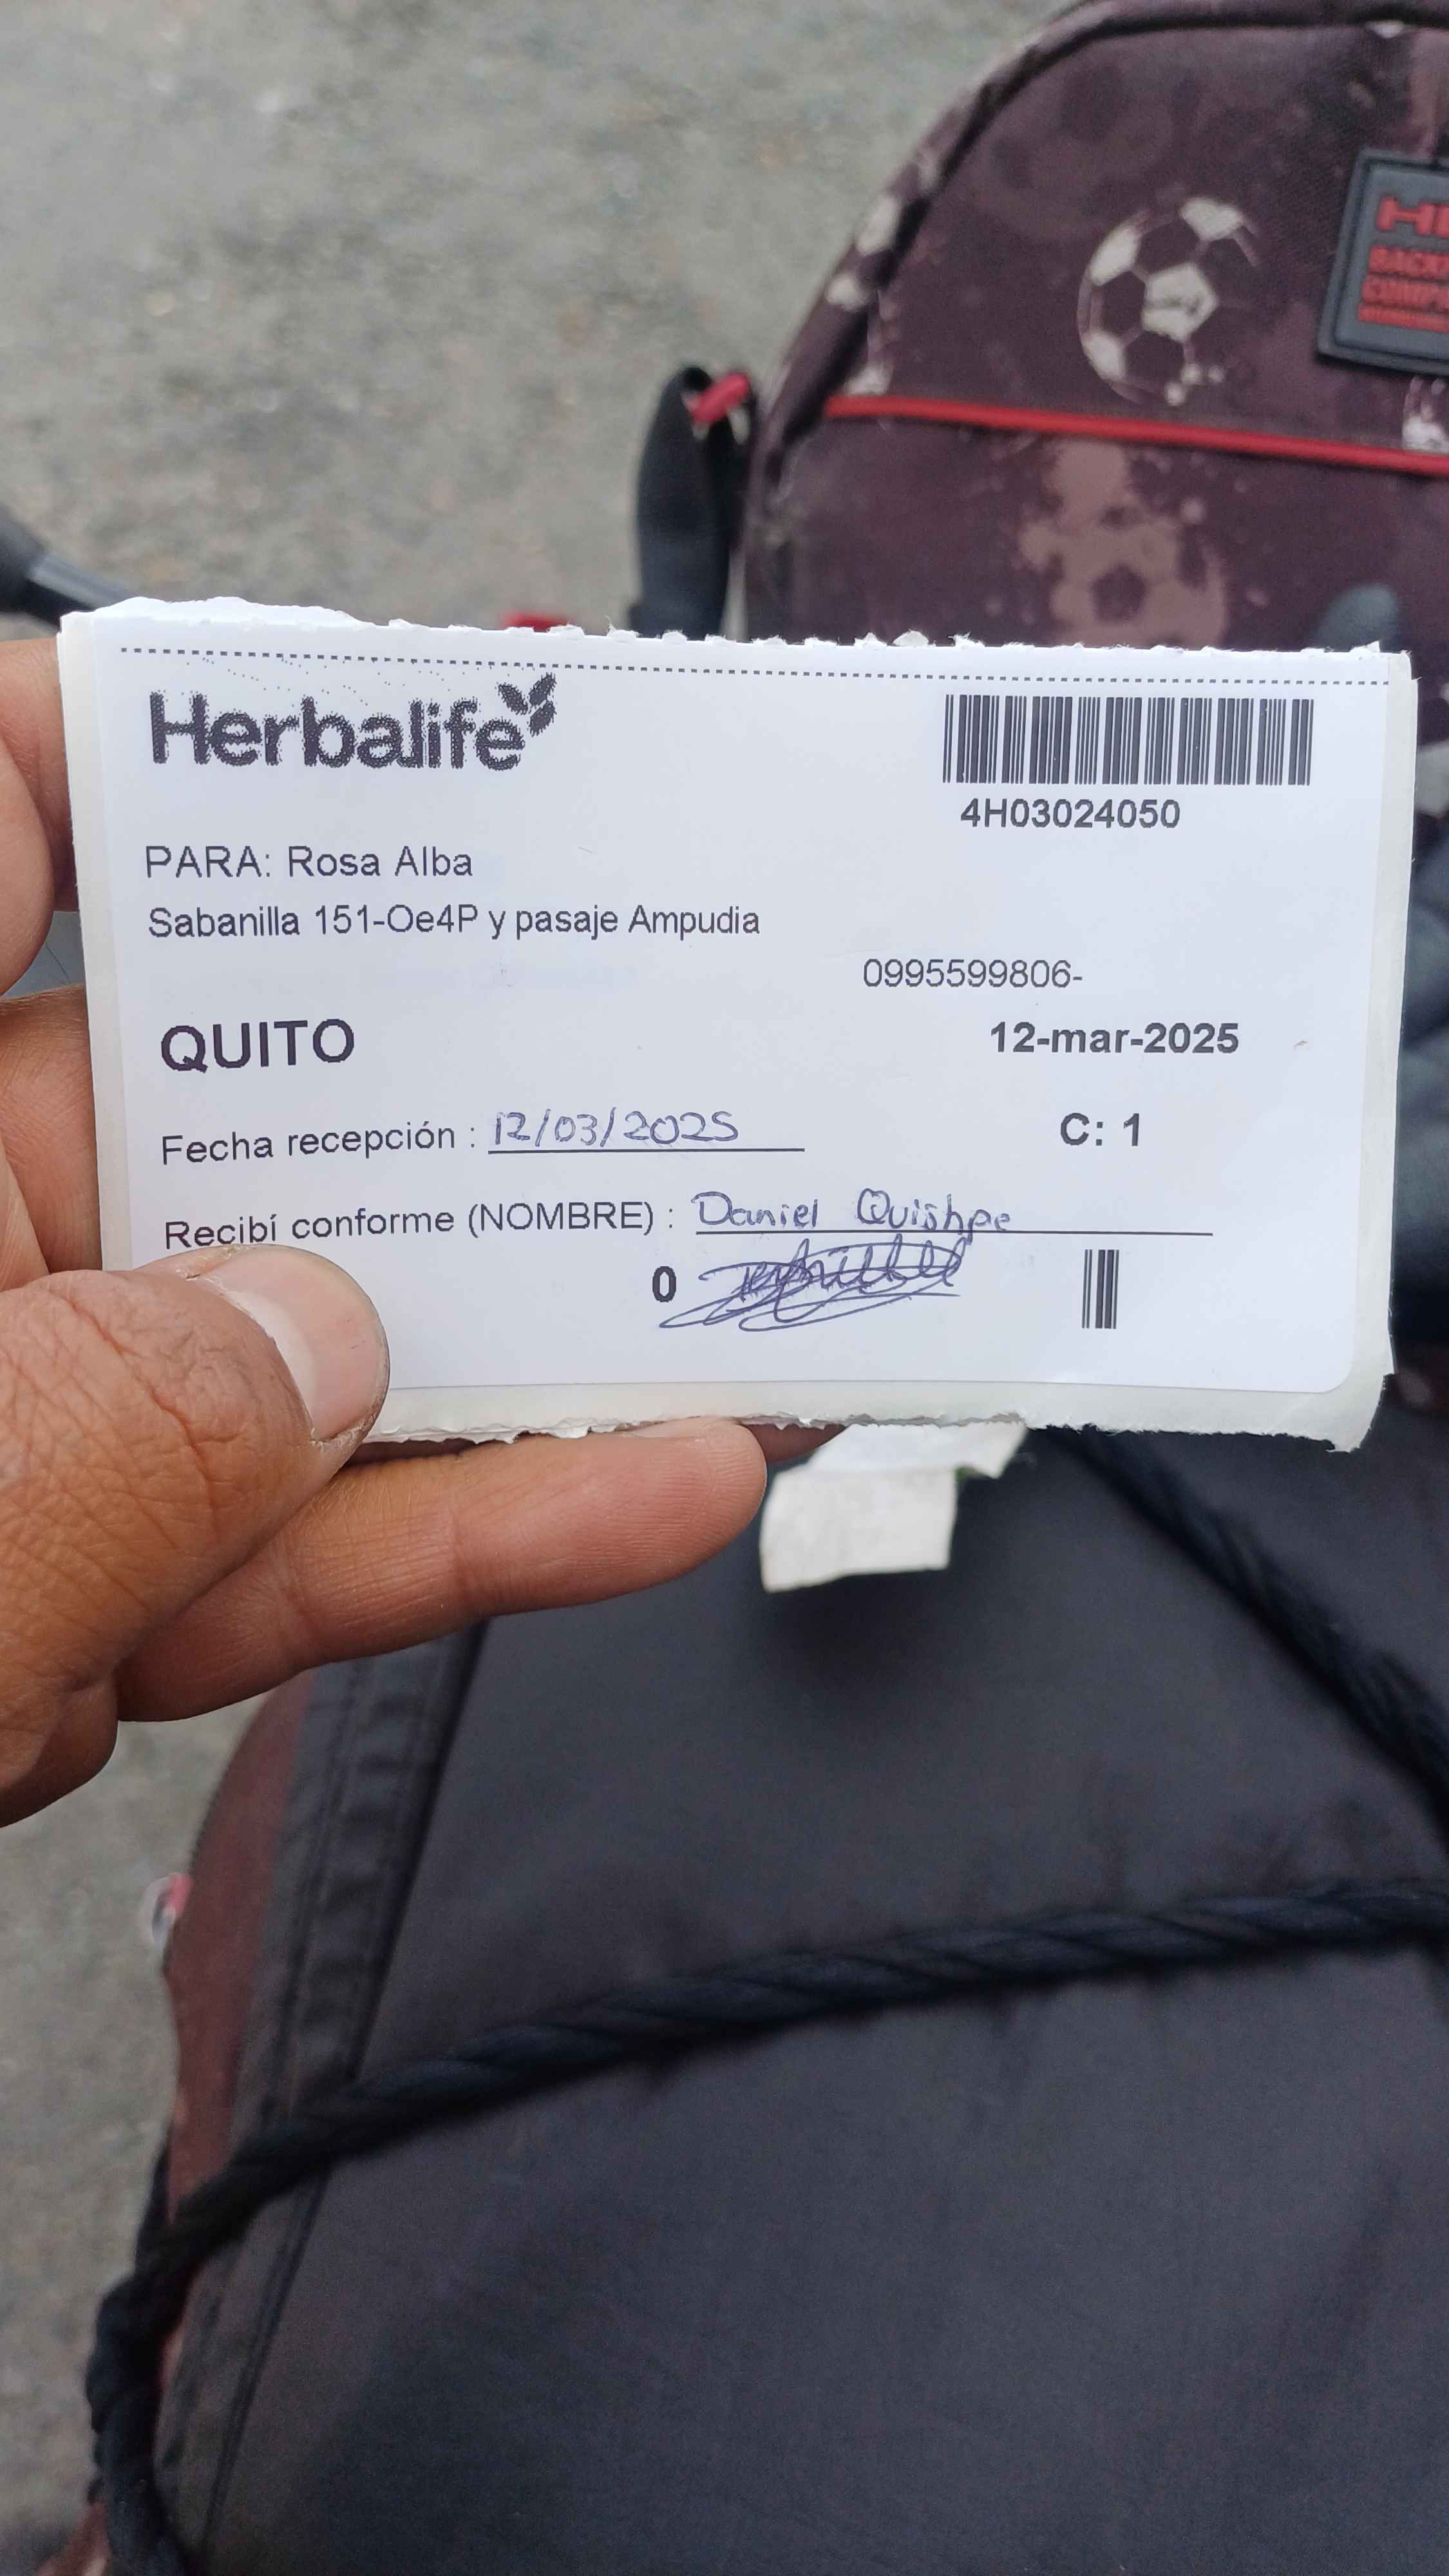 Herbalife
4H03024050
PARA: Rosa Alba
Sabanilla 151-Oe4P y pasaje Ampudia
0995599806-
QUITO 12-mar-2025
Fecha recepción : 12/03/2025 C: 1
Recibí conforme (NOMBRE) : Daniel Quishpe
0